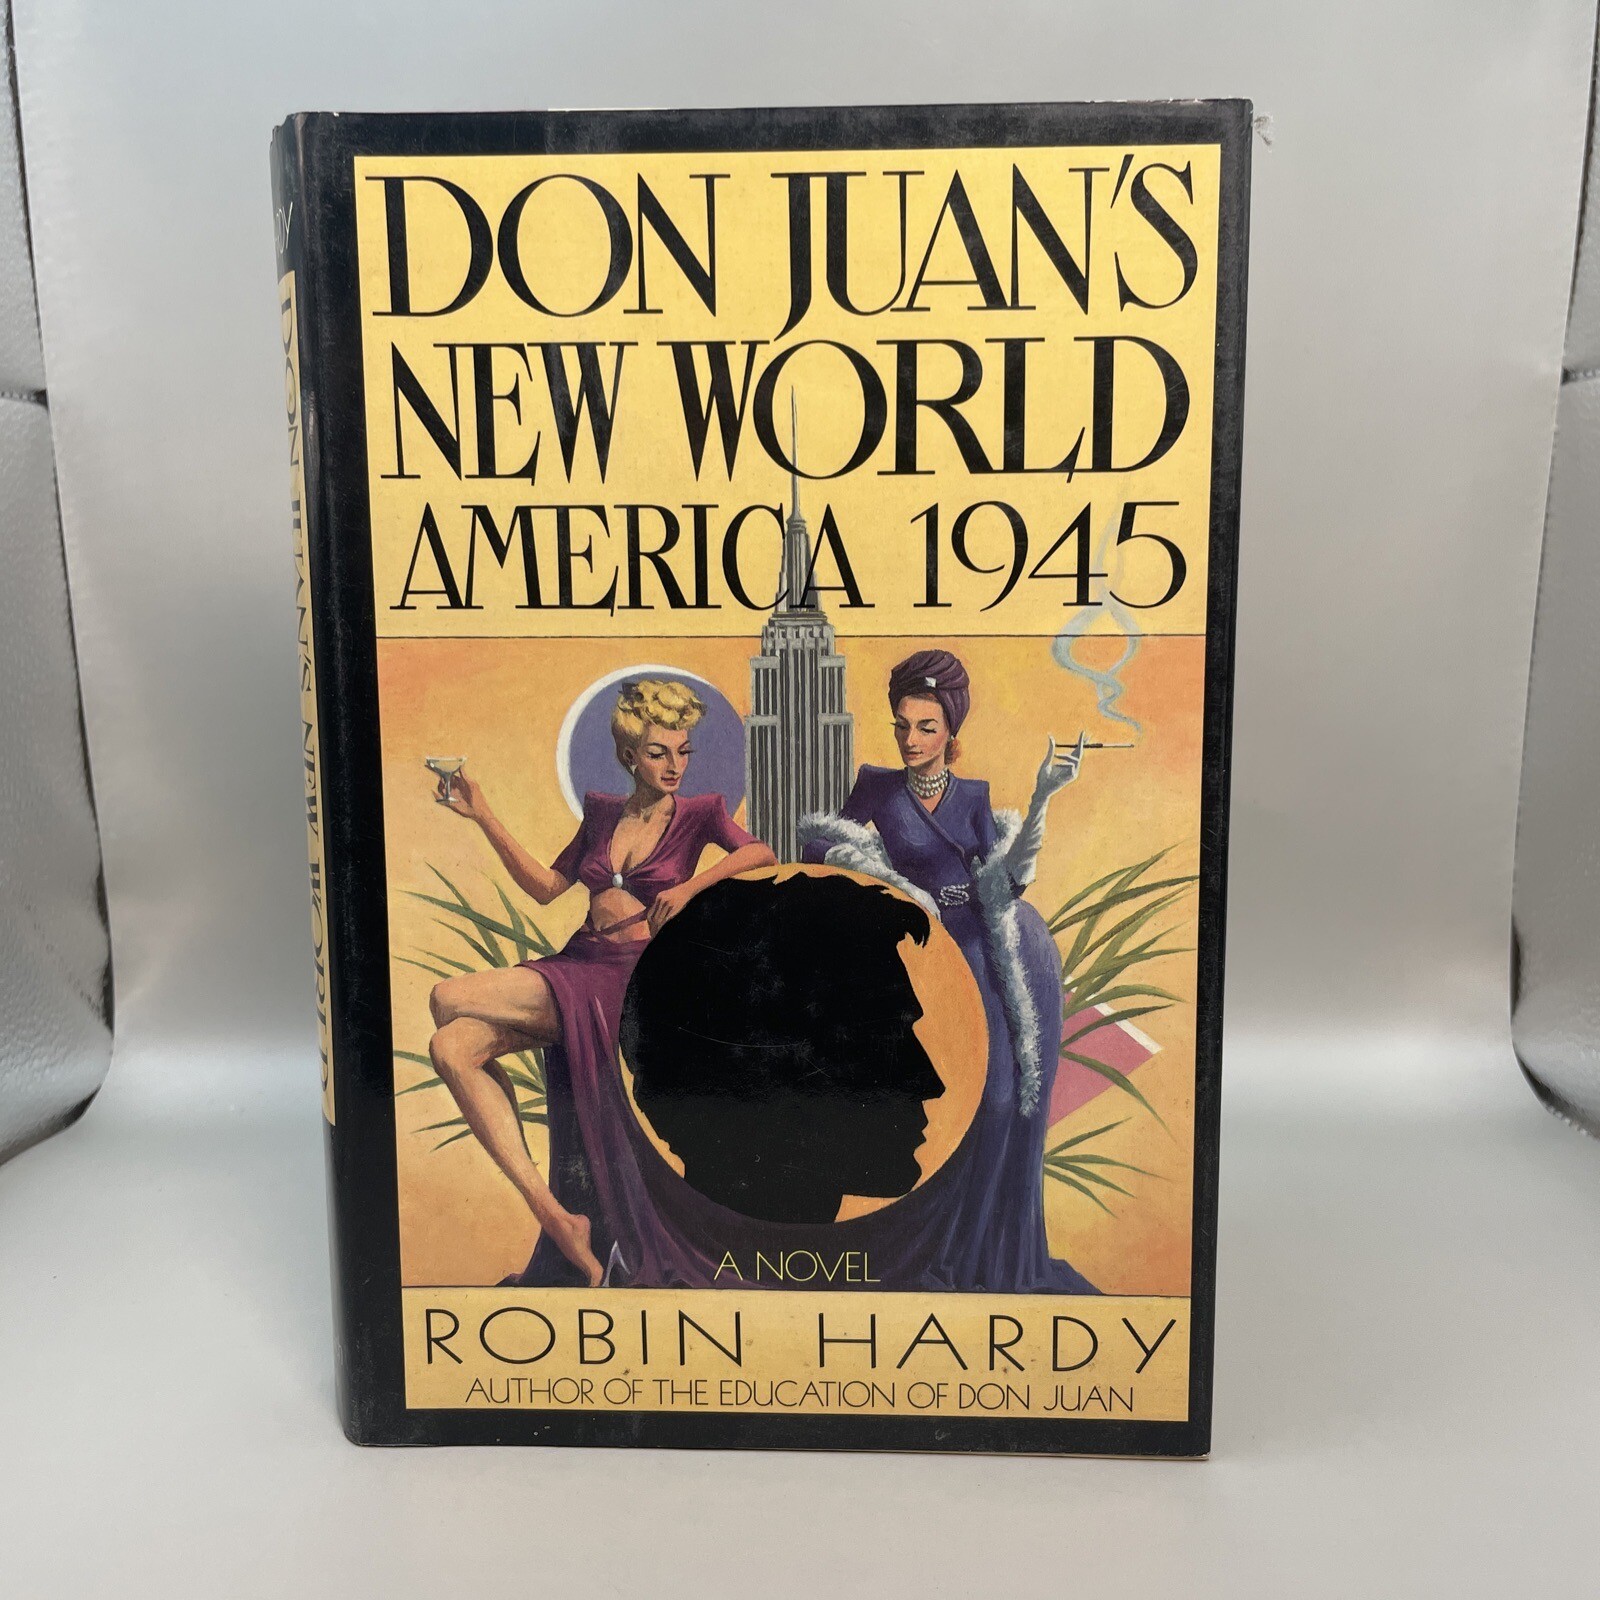 DON JUAN'S
NEW WORLD
AMERICA 1945
A NOVEL
ROBIN HARDY
AUTHOR OF THE EDUCATION OF DON JUAN
DON JUAN'S NEW WORLD